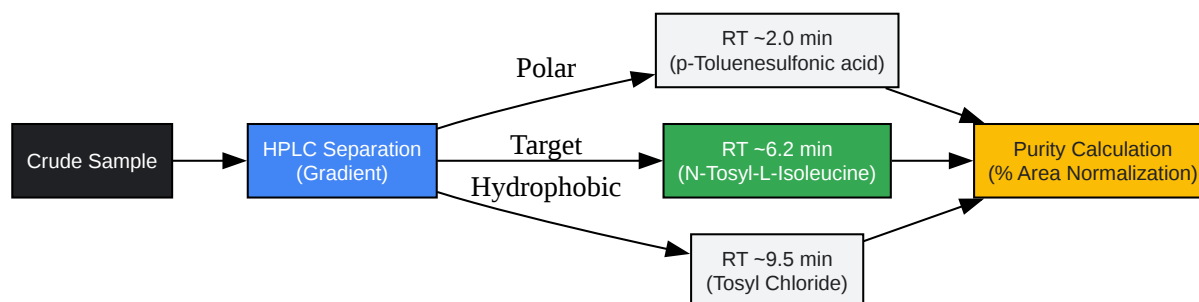 Crude Sample
HPLC Separation
(Gradient)
Polar
Target
Hydrophobic
RT ~2.0 min
(p-Toluenesulfonic acid)
RT ~6.2 min
(N-Tosyl-L-Isoleucine)
RT ~9.5 min
(Tosyl Chloride)
Purity Calculation
(% Area Normalization)